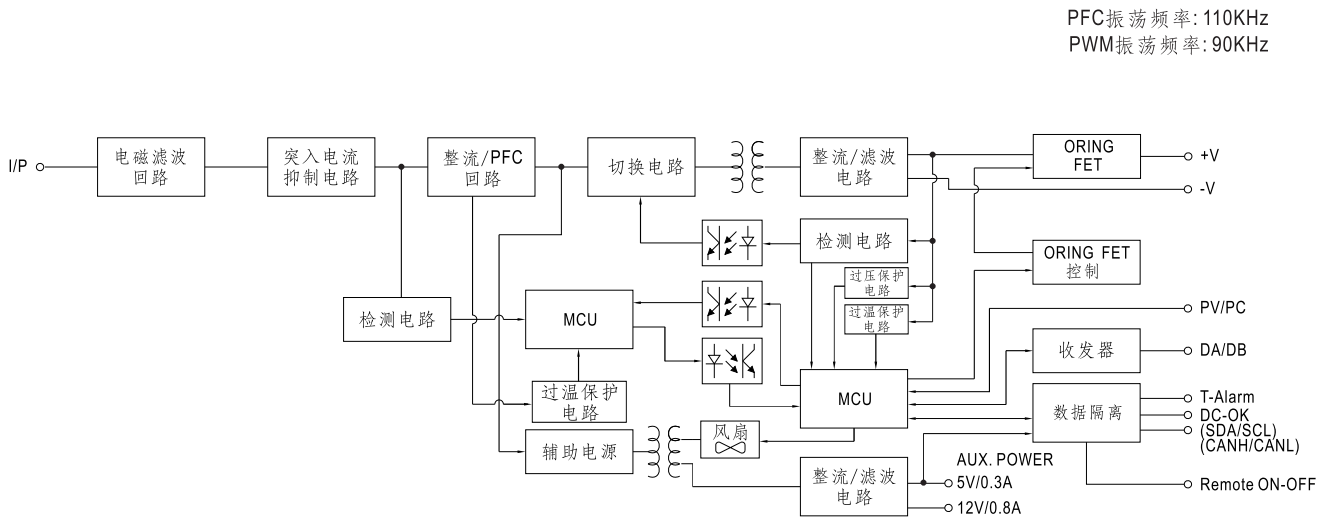 PFC振荡频率: 110KHz
PWM振荡频率: 90KHz
I/P
电磁滤波
回路
突入电流
抑制电路
整流/PFC
回路
切换电路
整流/滤波
电路
ORING
FET
+V
-V
检测电路
ORING FET
控制
过压保护
电路
过温保护
电路
检测电路
MCU
PV/PC
收发器
DA/DB
过温保护
电路
MCU
数据隔离
T-Alarm
DC-OK
(SDA/SCL)
(CANH/CANL)
辅助电源
风扇
整流/滤波
电路
AUX. POWER
5V/0.3A
12V/0.8A
Remote ON-OFF